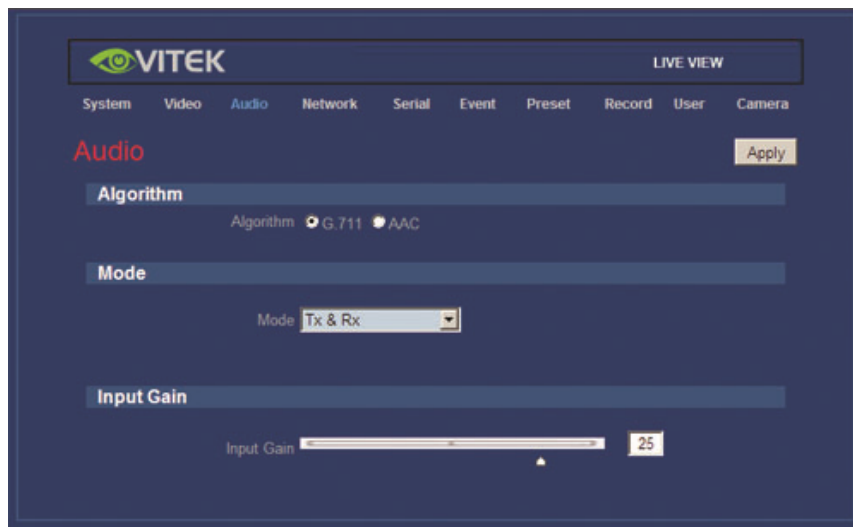 VITEK
LIVE VIEW
System Video Audio Network Serial Event Preset Record User Camera
Audio
Apply
Algorithm
Algorithm G.711 AAC
Mode
Mode Tx & Rx
Input Gain
Input Gain 25